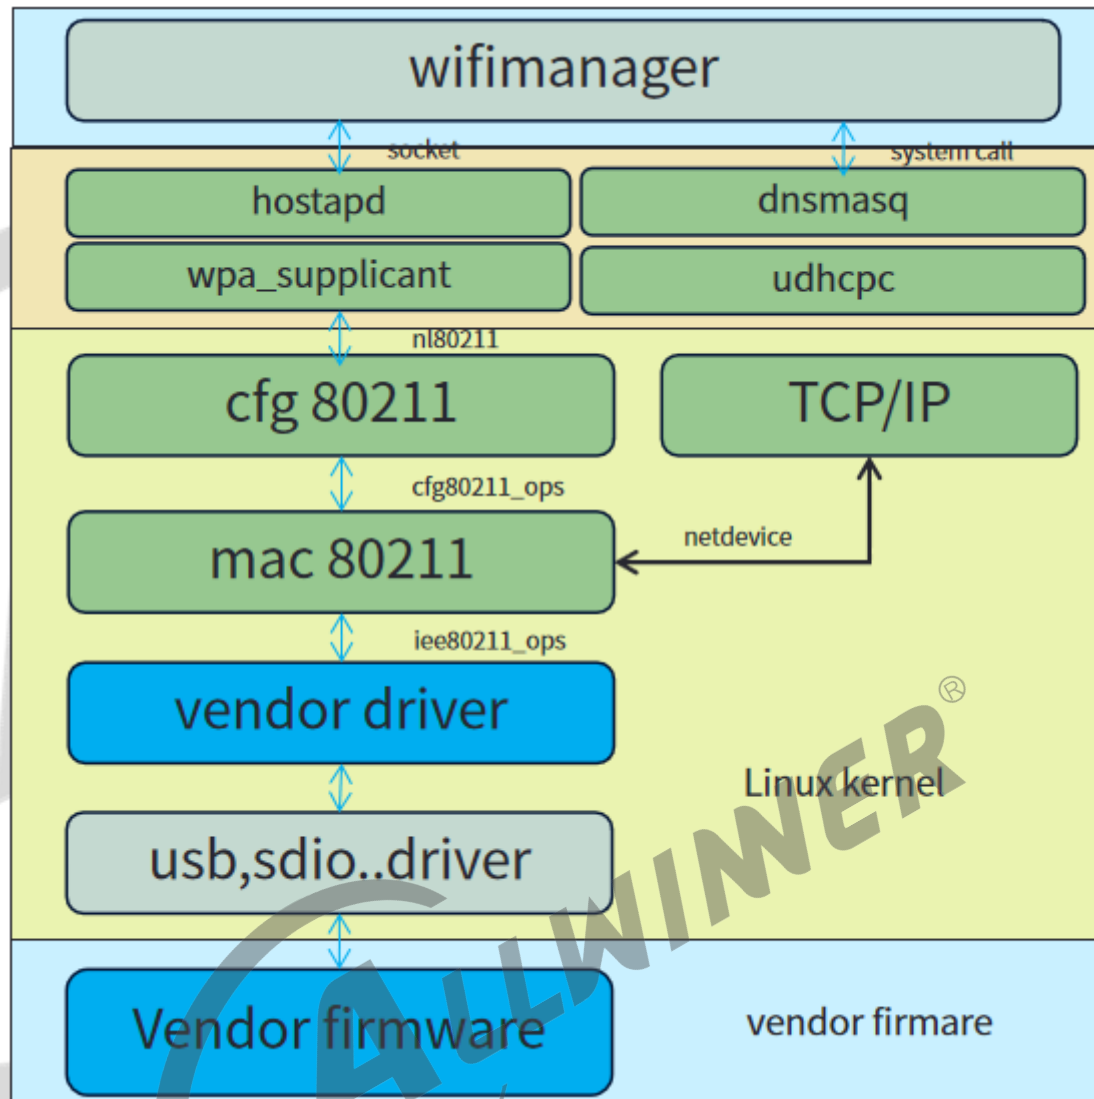 wifimanager
socket
system call
hostapd
dnsmasq
wpa_supplicant
udhcpc
nl80211
cfg 80211
TCP/IP
cfg80211_ops
netdevice
mac 80211
iee80211_ops
vendor driver
Linux kernel
usb,sdio..driver
ALLWINNER®
Vendor firmware
vendor firmare